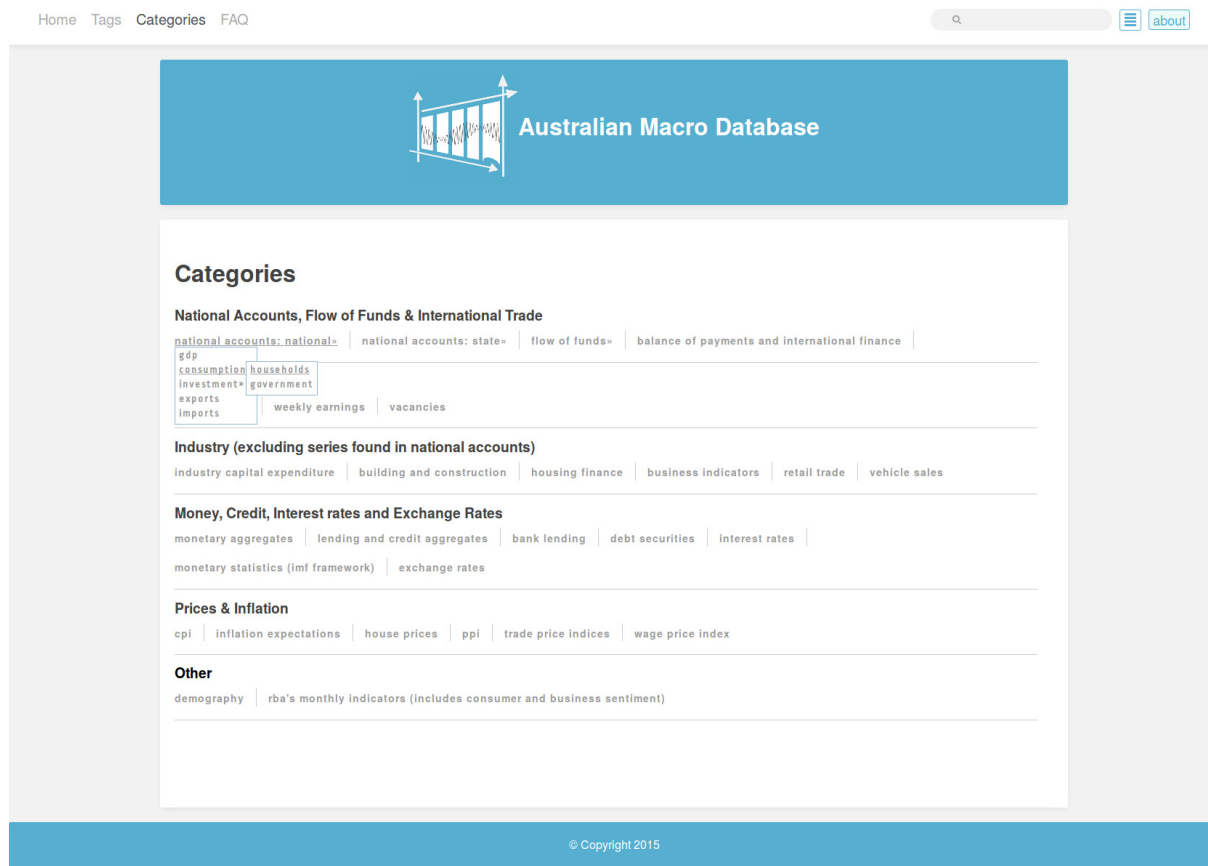 Home Tags Categories FAQ about
Australian Macro Database
Categories
National Accounts, Flow of Funds & International Trade
national accounts: national» national accounts: state» flow of funds» balance of payments and international finance
gdp
consumption households
investment» government
exports
imports weekly earnings vacancies
Industry (excluding series found in national accounts)
industry capital expenditure building and construction housing finance business indicators retail trade vehicle sales
Money, Credit, Interest rates and Exchange Rates
monetary aggregates lending and credit aggregates bank lending debt securities interest rates
monetary statistics (imf framework) exchange rates
Prices & Inflation
cpi inflation expectations house prices ppi trade price indices wage price index
Other
demography rba's monthly indicators (includes consumer and business sentiment)
© Copyright 2015